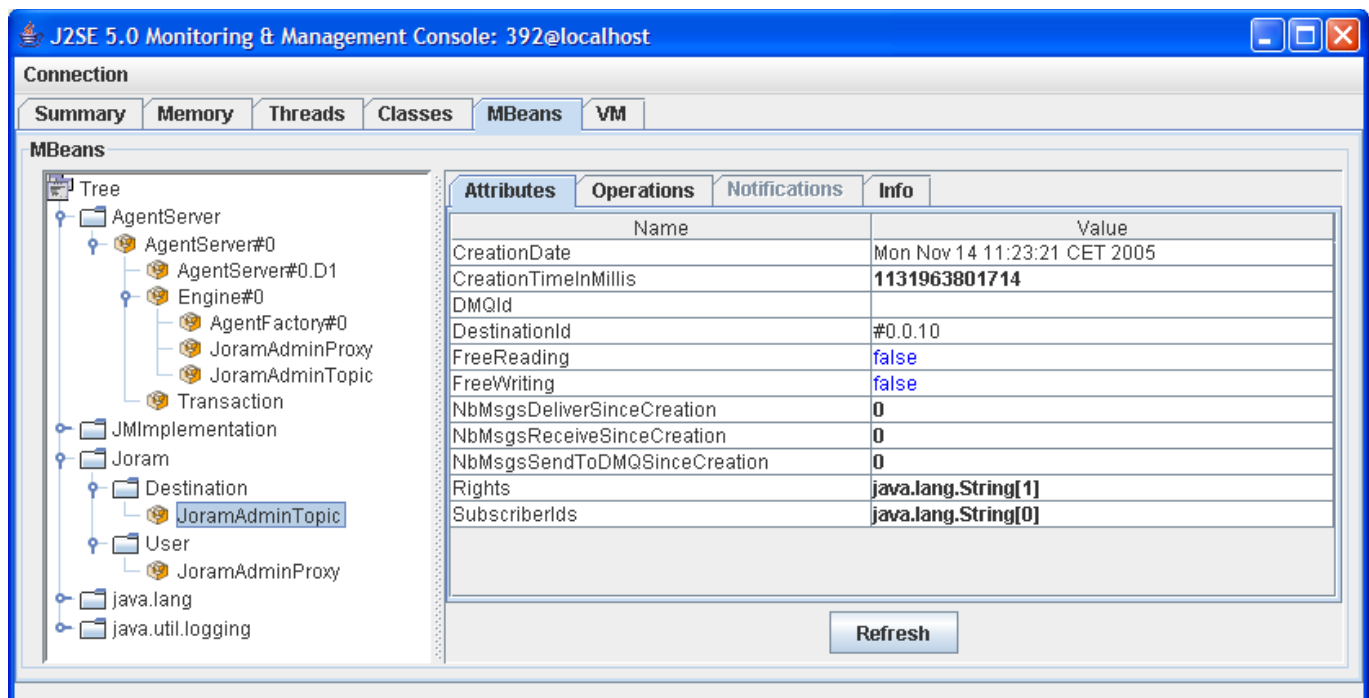 J2SE 5.0 Monitoring & Management Console: 392@localhost
Connection
Summary Memory Threads Classes MBeans VM
MBeans
Tree
AgentServer
AgentServer#0
AgentServer#0.D1
Engine#0
AgentFactory#0
JoramAdminProxy
JoramAdminTopic
Transaction
JMImplementation
Joram
Destination
JoramAdminTopic
User
JoramAdminProxy
java.lang
java.util.logging
Attributes Operations Notifications Info
Name Value
CreationDate Mon Nov 14 11:23:21 CET 2005
CreationTimeInMillis 1131963801714
DMQId
DestinationId #0.0.10
FreeReading false
FreeWriting false
NbMsgsDeliverSinceCreation 0
NbMsgsReceiveSinceCreation 0
NbMsgsSendToDMQSinceCreation 0
Rights java.lang.String[1]
SubscriberIds java.lang.String[0]
Refresh